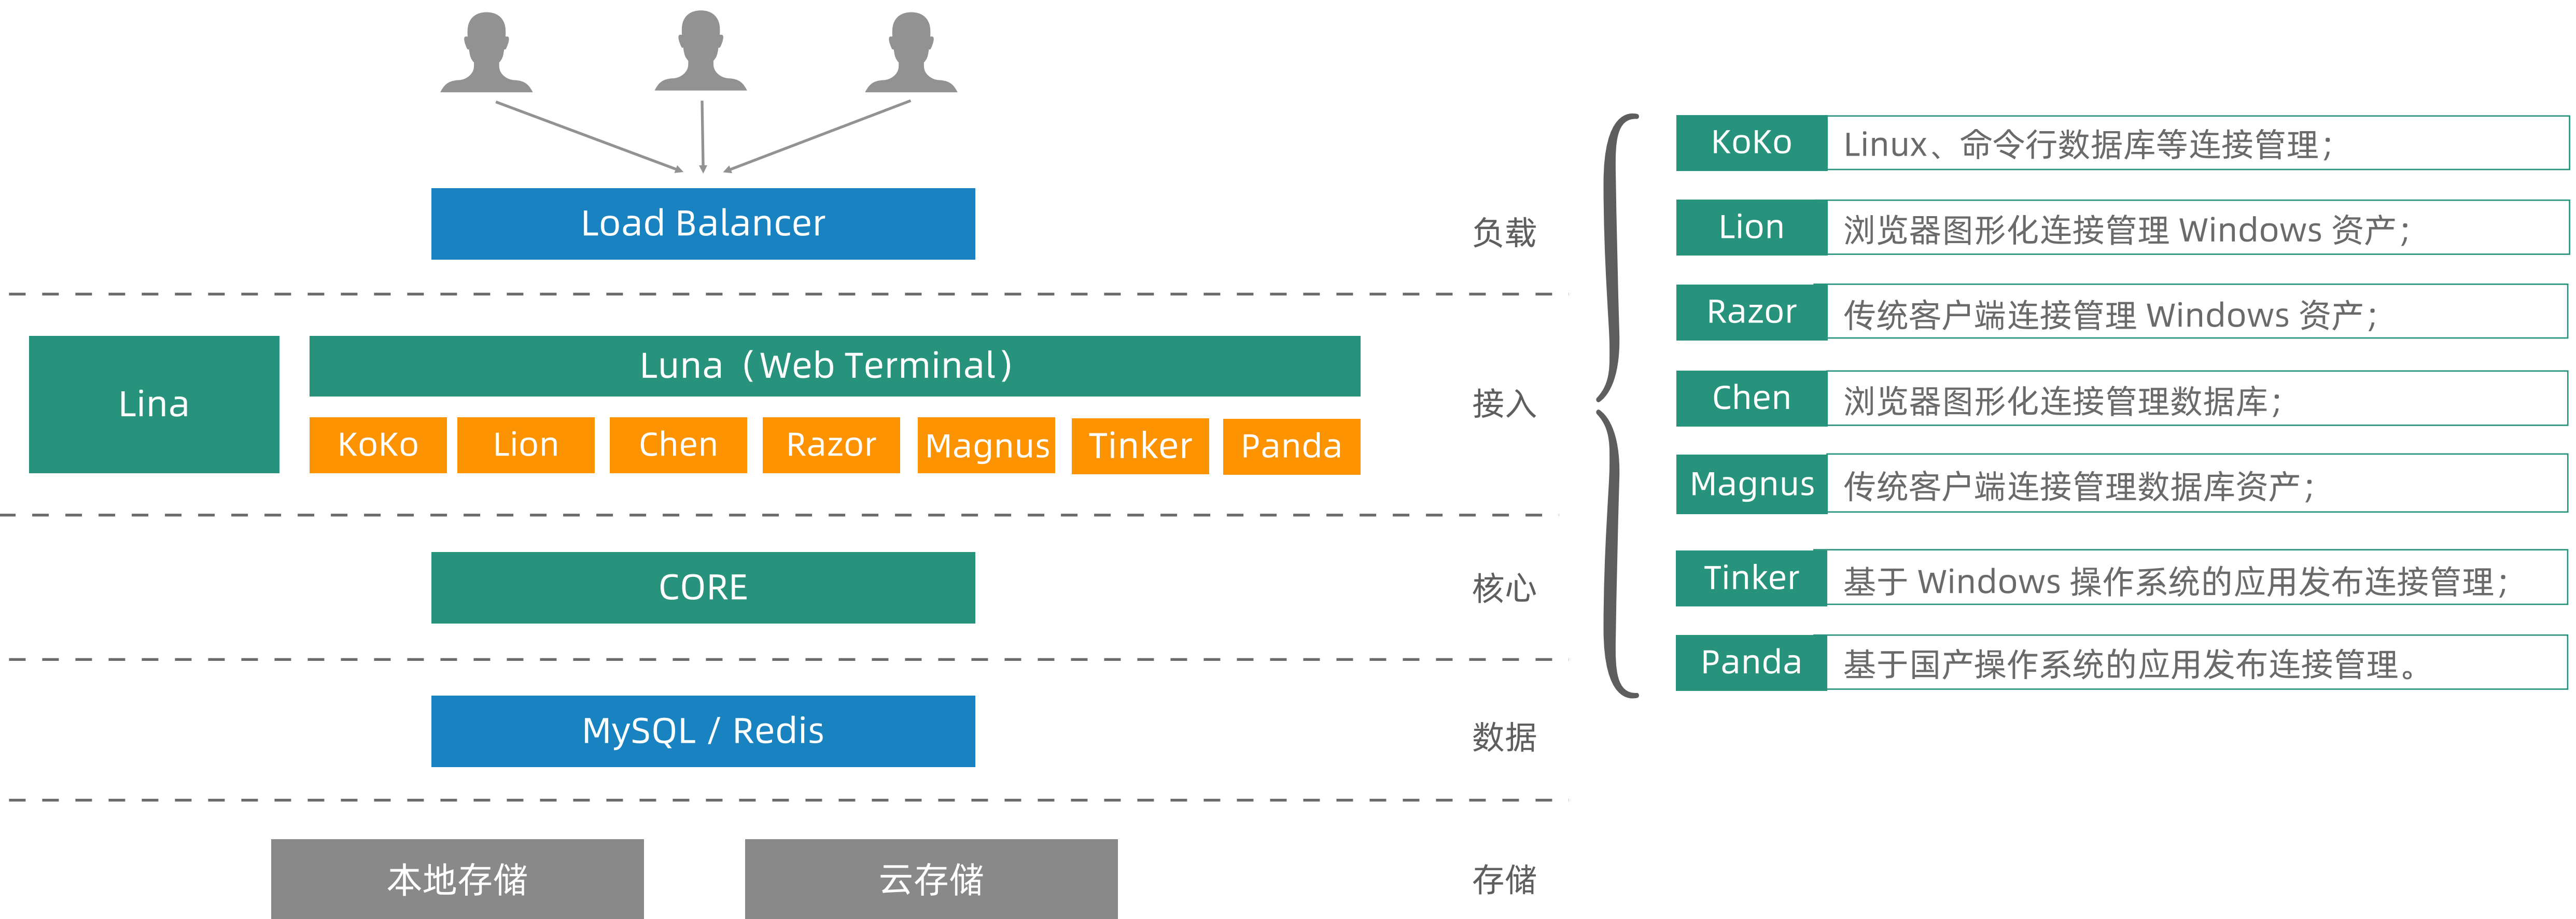 Load Balancer
负载
Lina
Luna（Web Terminal）
KoKo
Lion
Chen
Razor
Magnus
Tinker
Panda
接入
CORE
核心
MySQL / Redis
数据
本地存储
云存储
存储
KoKo
Linux、命令行数据库等连接管理；
Lion
浏览器图形化连接管理 Windows 资产；
Razor
传统客户端连接管理 Windows 资产；
Chen
浏览器图形化连接管理数据库；
Magnus
传统客户端连接管理数据库资产；
Tinker
基于 Windows 操作系统的应用发布连接管理；
Panda
基于国产操作系统的应用发布连接管理。